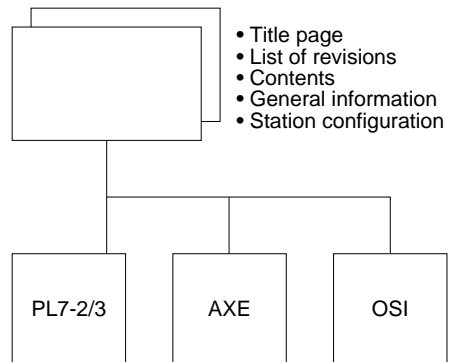 • Title page
• List of revisions
• Contents
• General information
• Station configuration
PL7-2/3 AXE OSI